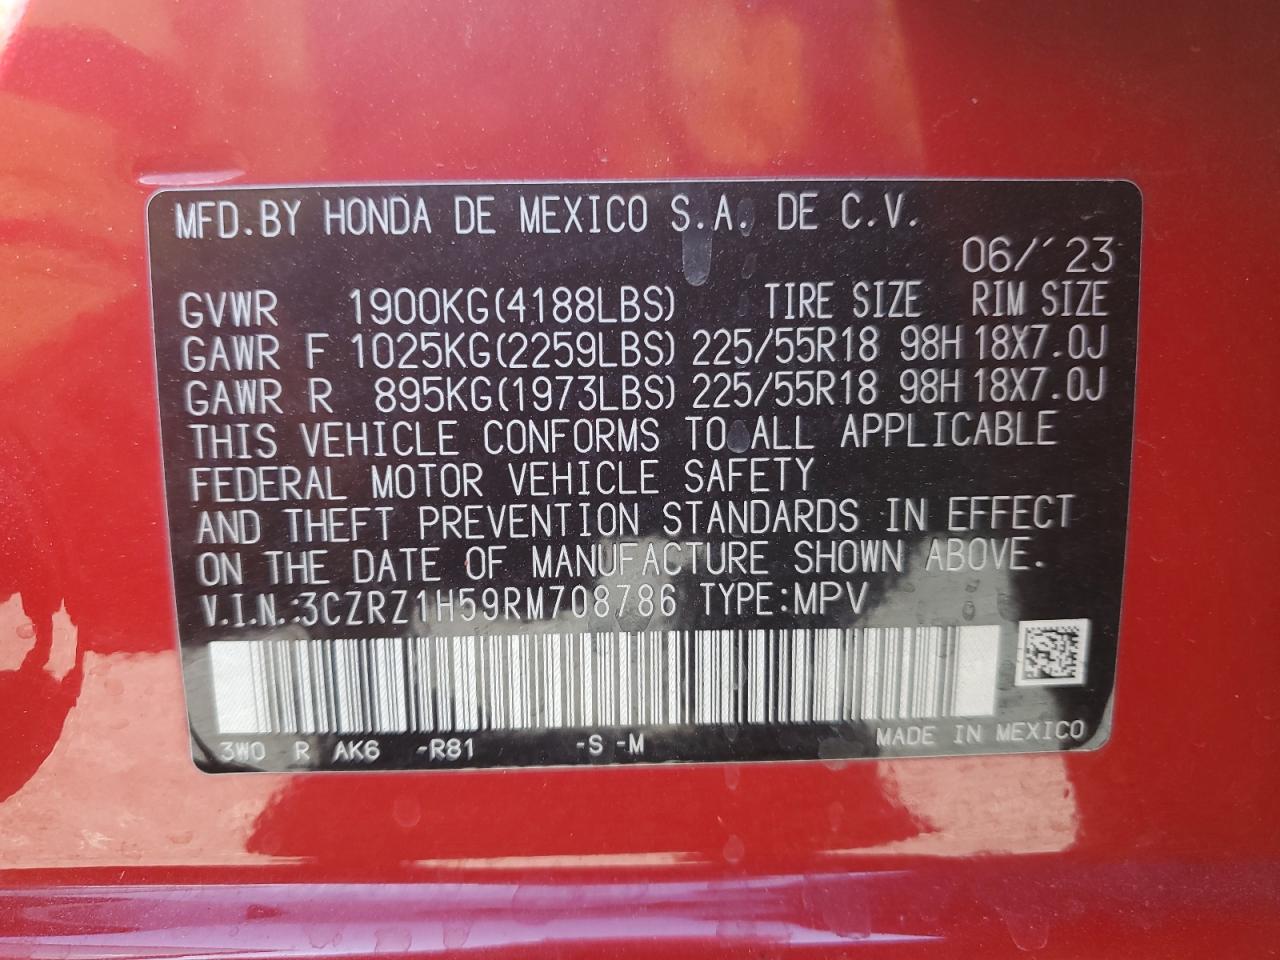 MFD.BY HONDA DE MEXICO S.A. DE C.V.
06/´23
GVWR 1900KG(4188LBS) TIRE SIZE RIM SIZE
GAWR F 1025KG(2259LBS) 225/55R18 98H 18X7.0J
GAWR R 895KG(1973LBS) 225/55R18 98H 18X7.0J
THIS VEHICLE CONFORMS TO ALL APPLICABLE
FEDERAL MOTOR VEHICLE SAFETY
AND THEFT PREVENTION STANDARDS IN EFFECT
ON THE DATE OF MANUFACTURE SHOWN ABOVE.
V.I.N.:3CZRZ1H59RM708786 TYPE:MPV
3W0 R AK6 -R81 -S -M MADE IN MEXICO